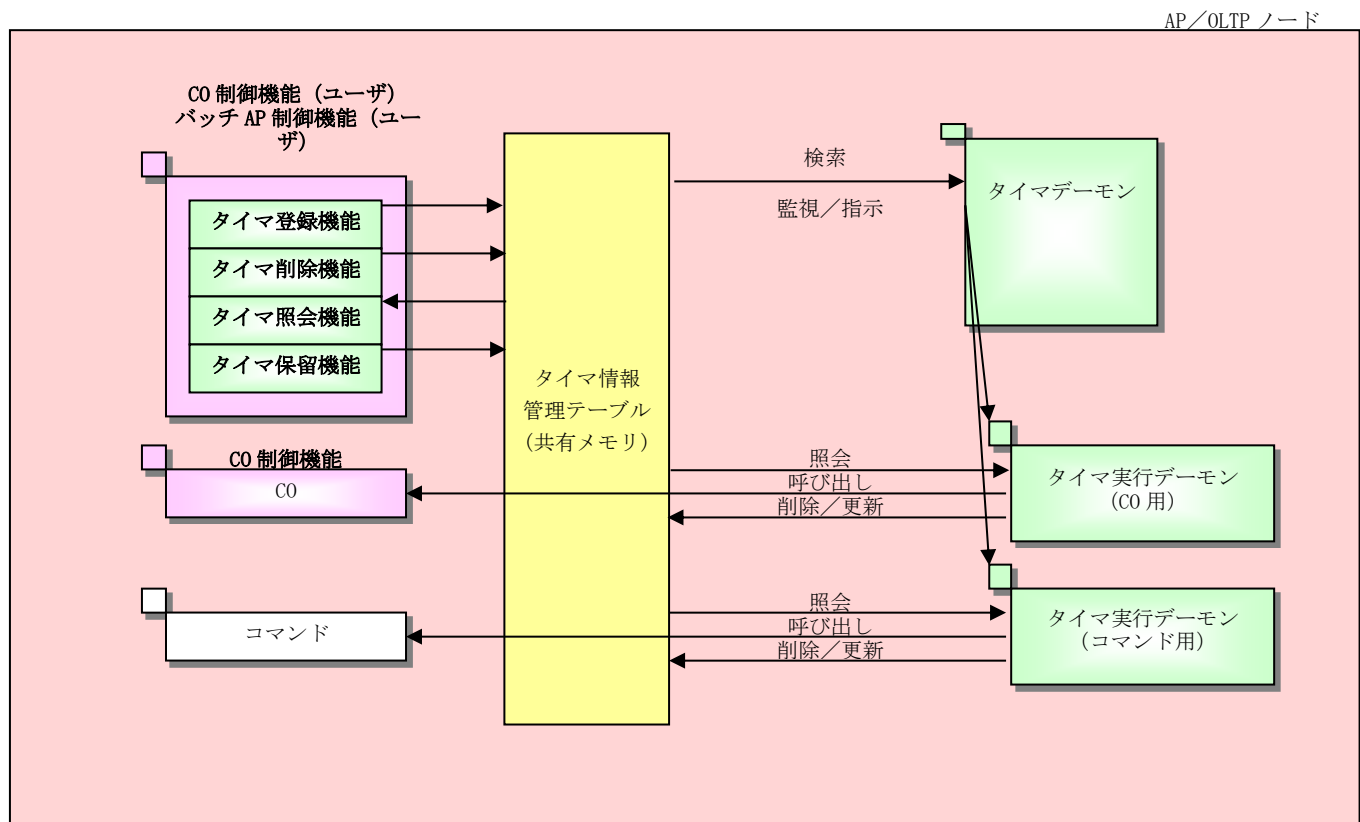 AP／OLTP ノード
CO 制御機能（ユーザ）
バッチ AP 制御機能（ユー
ザ）
タイマ登録機能
タイマ削除機能
タイマ照会機能
タイマ保留機能
タイマ情報
管理テーブル
（共有メモリ）
検索
監視／指示
タイマデーモン
CO 制御機能
CO
照会
呼び出し
削除／更新
タイマ実行デーモン
（CO 用）
コマンド
照会
呼び出し
削除／更新
タイマ実行デーモン
（コマンド用）